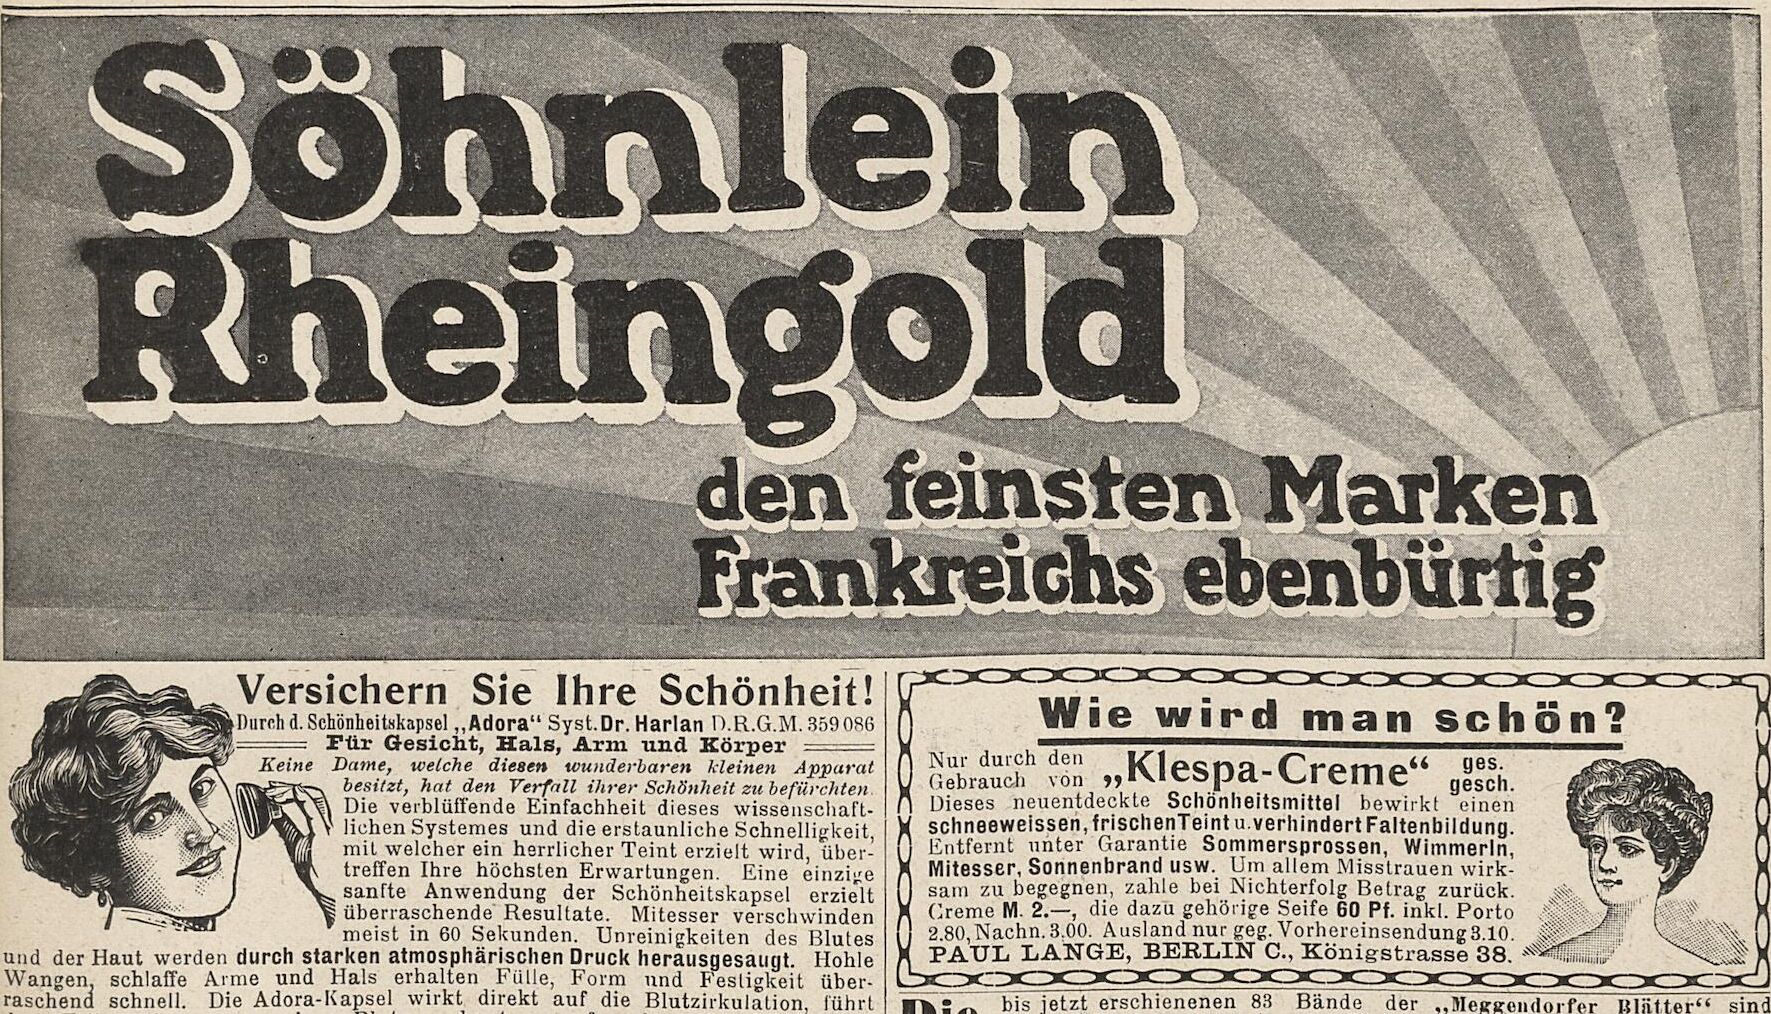 Söhnlein
Rheingold
den feinsten Marken
Frankreichs ebenbürtig
Versichern Sie Ihre Schönheit!
Durch d. Schönheitskapsel „Adora“ Syst. Dr. Harlan D.R.G.M. 359086
Für Gesicht, Hals, Arm und Körper
Keine Dame, welche diesen wunderbaren kleinen Apparat
besitzt, hat den Verfall ihrer Schönheit zu befürchten.
Die verblüffende Einfachheit dieses wissenschaft-
lichen Systemes und die erstaunliche Schnelligkeit,
mit welcher ein herrlicher Teint erzielt wird, über-
treffen Ihre höchsten Erwartungen. Eine einzige
sanfte Anwendung der Schönheitskapsel erzielt
überraschende Resultate. Mitesser verschwinden
meist in 60 Sekunden. Unreinigkeiten des Blutes
und der Haut werden durch starken atmosphärischen Druck herausgesaugt. Hohle
Wangen, schlaffe Arme und Hals erhalten Fülle, Form und Festigkeit über-
raschend schnell. Die Adora-Kapsel wirkt direkt auf die Blutzirkulation, führt
Wie wird man schön?
Nur durch den
Gebrauch von „Klespa-Creme“ ges.
gesch.
Dieses neuentdeckte Schönheitsmittel bewirkt einen
schneeweissen, frischen Teint u. verhindert Faltenbildung.
Entfernt unter Garantie Sommersprossen, Wimmerln,
Mitesser, Sonnenbrand usw. Um allem Misstrauen wirk-
sam zu begegnen, zahle bei Nichterfolg Betrag zurück.
Creme M. 2.—, die dazu gehörige Seife 60 Pf. inkl. Porto
2.80, Nachn. 3.00. Ausland nur geg. Vorhereinsendung 3.10.
PAUL LANGE, BERLIN C., Königstrasse 38.
Die bis jetzt erschienenen 83 Bände der „Meggendorfer Blätter“ sind